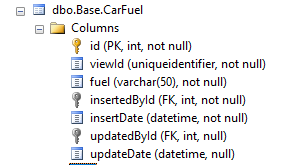 dbo.Base.CarFuel
Columns
id (PK, int, not null)
viewId (uniqueidentifier, not null)
fuel (varchar(50), not null)
insertedById (FK, int, not null)
insertDate (datetime, not null)
updatedById (FK, int, null)
updateDate (datetime, null)